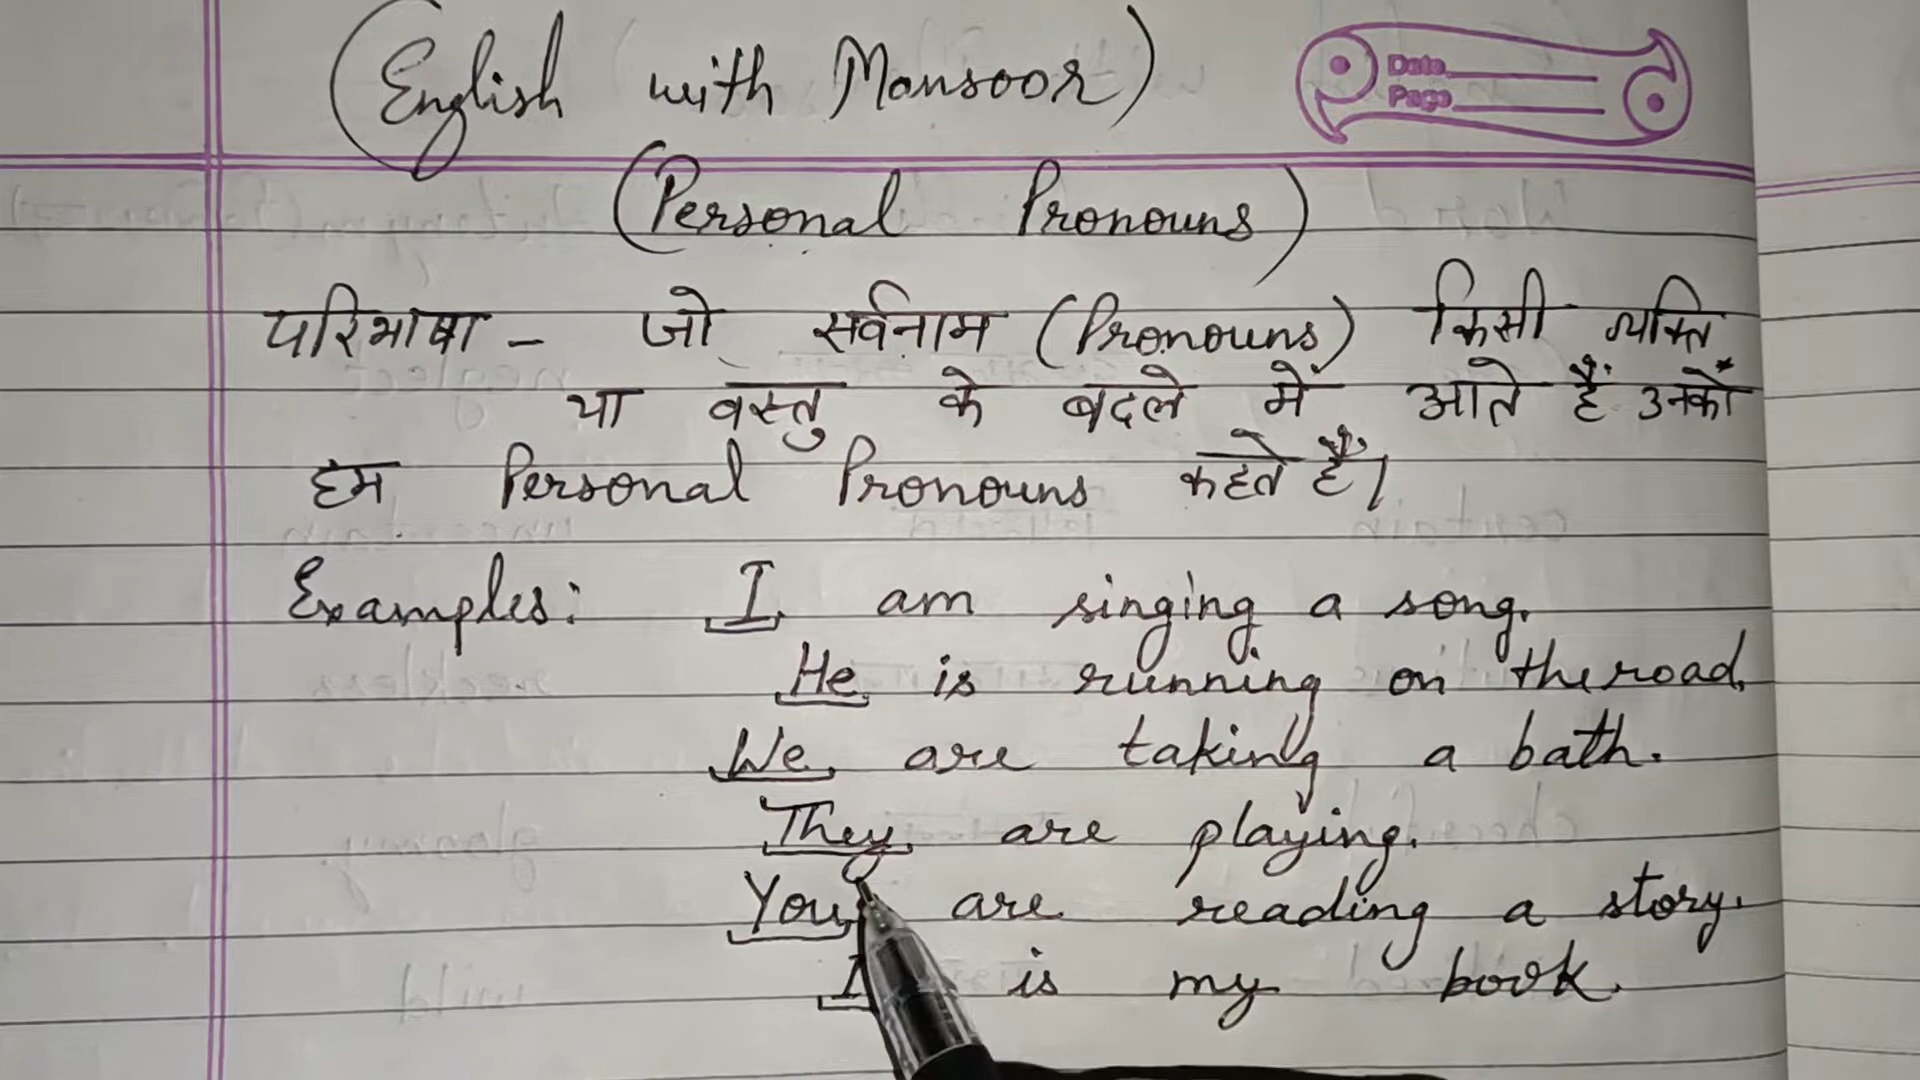 (English with Mansoor)
Date
Page
(Personal Pronouns)
परिभाषा - जो सर्वनाम (Pronouns) किसी व्यक्ति
या वस्तु के बदले में आते हैं उनको
हम Personal Pronouns कहते हैं।
Examples: I am singing a song.
He is running on the road.
We are taking a bath.
They are playing.
You are reading a story.
is my book.